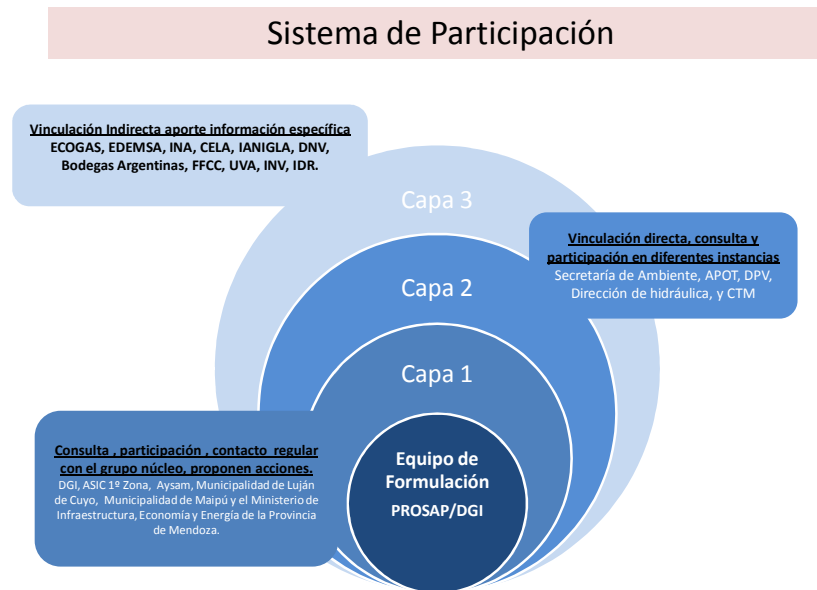 Sistema de Participación
Vinculación Indirecta aporte información específica
ECOGAS, EDEMSA, INA, CELA, IANIGLA, DNV,
Bodegas Argentinas, FFCC, UVA, INV, IDR.
Capa 3
Vinculación directa, consulta y
participación en diferentes instancias
Secretaría de Ambiente, APOT, DPV,
Dirección de hidráulica, y CTM
Capa 2
Capa 1
Consulta , participación , contacto regular
con el grupo núcleo, proponen acciones.
DGI, ASIC 1º Zona, Aysam, Municipalidad de Luján
de Cuyo, Municipalidad de Maipú y el Ministerio de
Infraestructura, Economía y Energía de la Provincia
de Mendoza.
Equipo de
Formulación
PROSAP/DGI